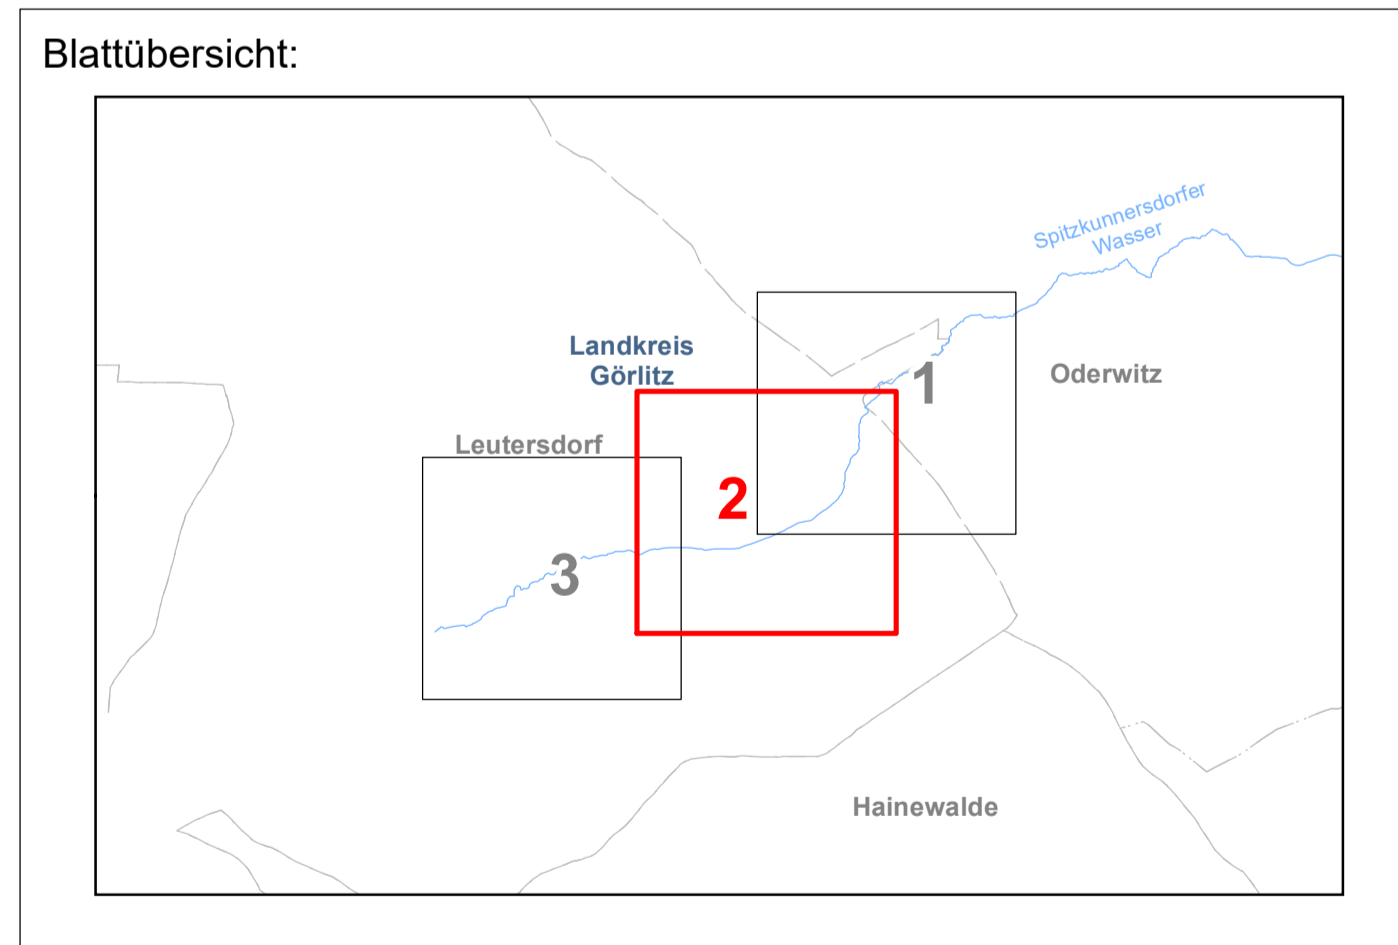 Blattübersicht:
Spitzkunnersdorfer
Wasser
Landkreis
Görlitz
1
Oderwitz
Leutersdorf
2
3
Hainewalde